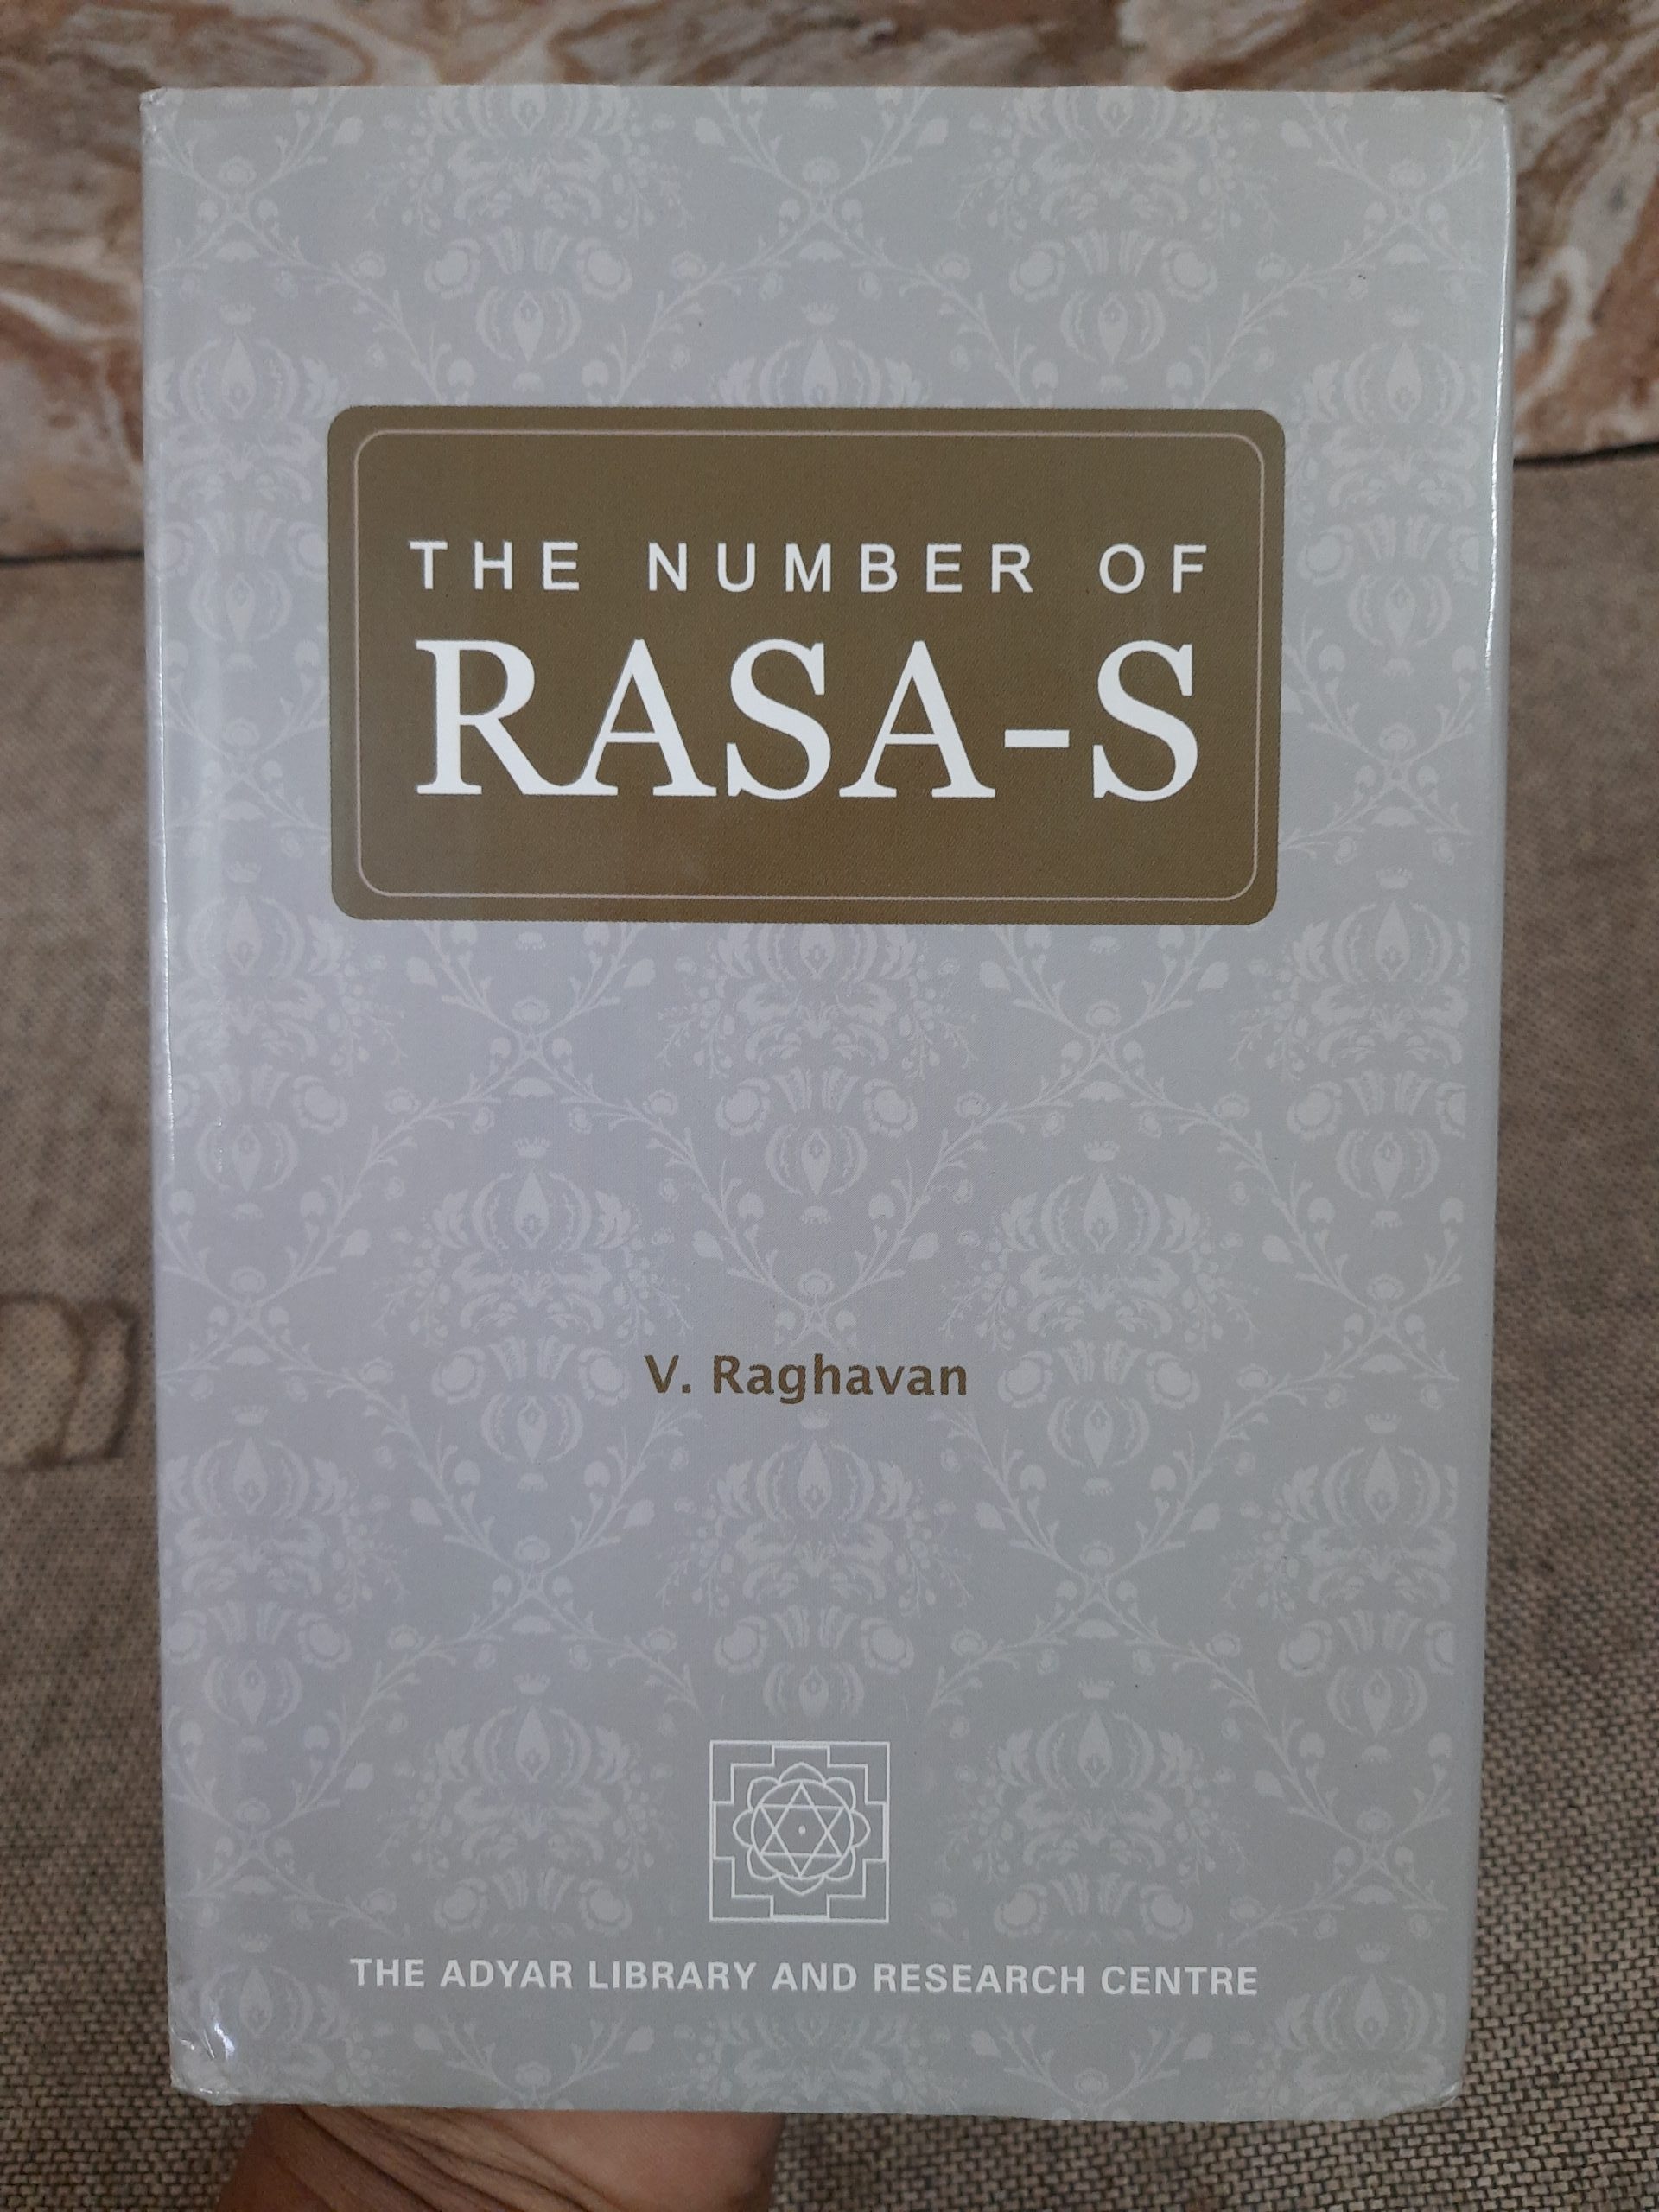 THE NUMBER OF
RASA-S
V. Raghavan
THE ADYAR LIBRARY AND RESEARCH CENTRE